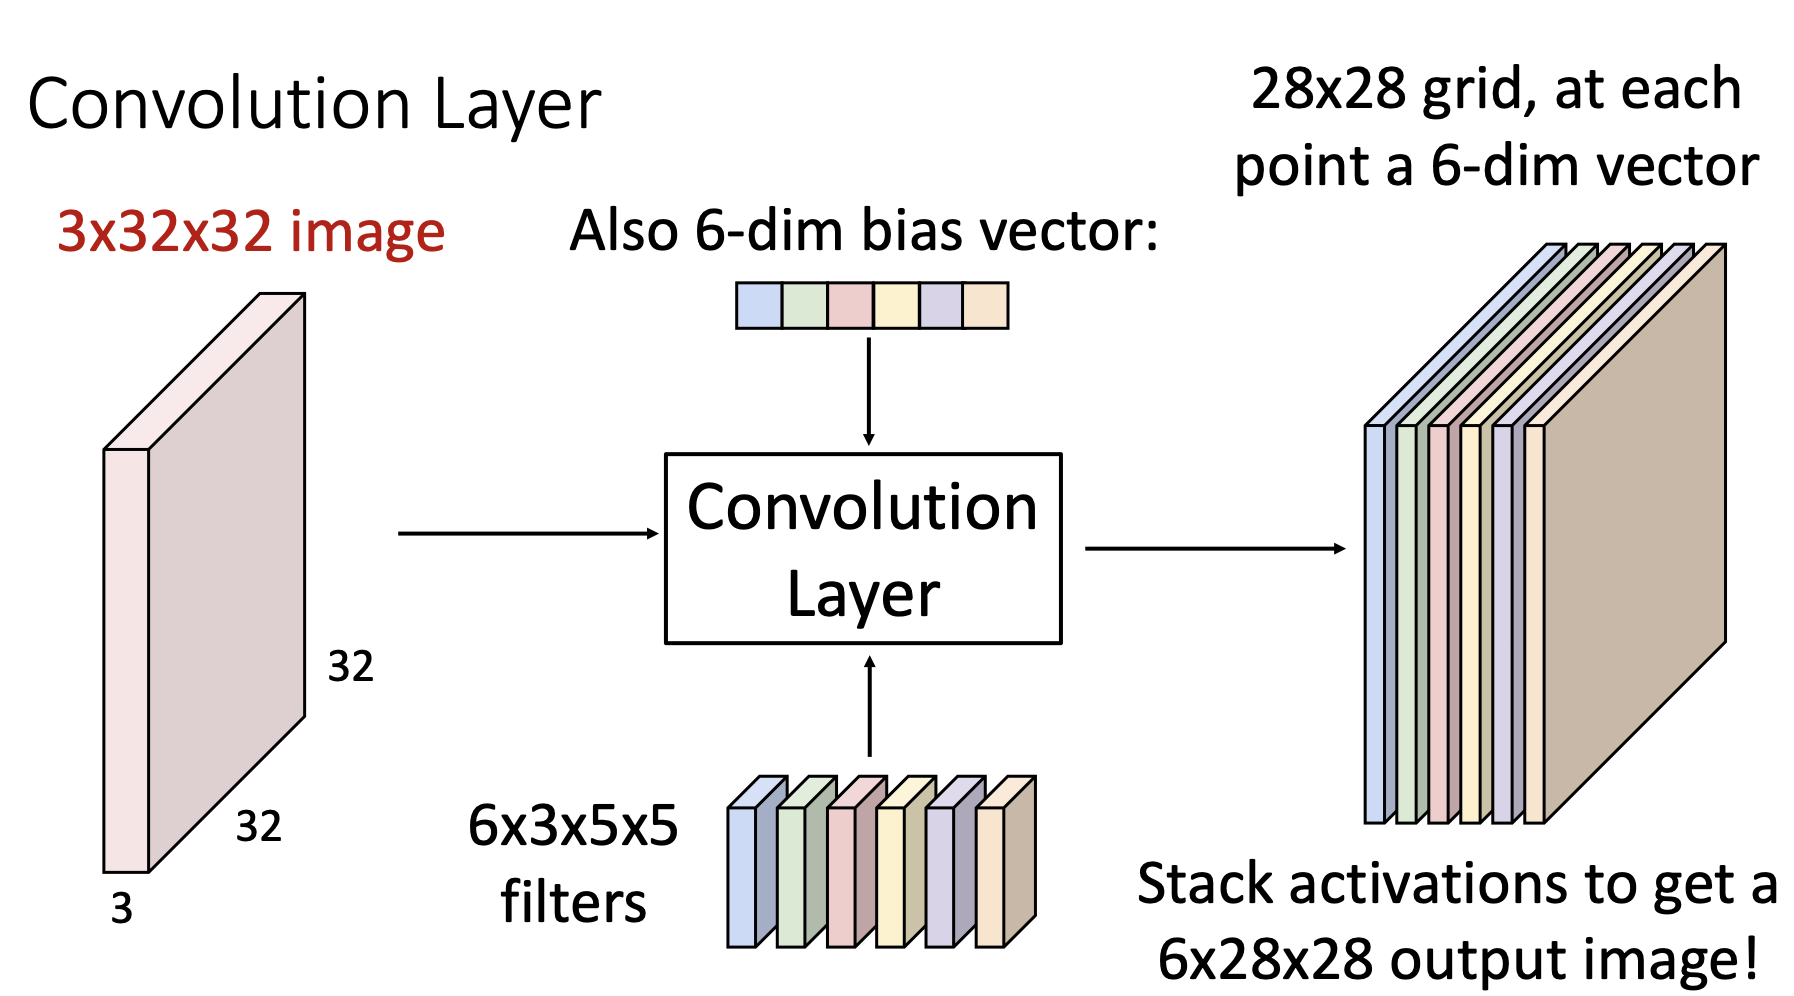 Convolution Layer
3x32x32 image
32
32
3
Also 6-dim bias vector:
Convolution
Layer
6x3x5x5
filters
28x28 grid, at each
point a 6-dim vector
Stack activations to get a
6x28x28 output image!